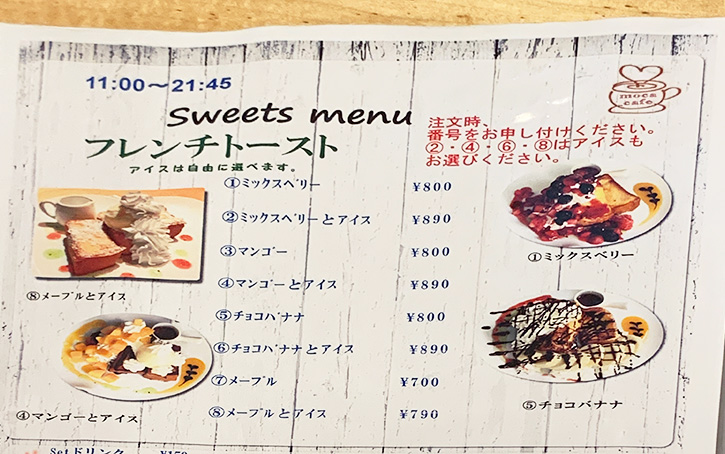 11:00～21:45
sweets menu
moca cafe
フレンチトースト
アイスは自由に選べます。
注文時、
番号をお申し付けください。
②・④・⑥・⑧はアイスも
お選びください。
①ミックスベリー ¥800
②ミックスベリーとアイス ¥890
③マンゴー ¥800
④マンゴーとアイス ¥890
⑤チョコバナナ ¥800
⑥チョコバナナとアイス ¥890
⑦メープル ¥700
⑧メープルとアイス ¥790
⑧メープルとアイス
④マンゴーとアイス
①ミックスベリー
⑤チョコバナナ
Setドリンク ¥150